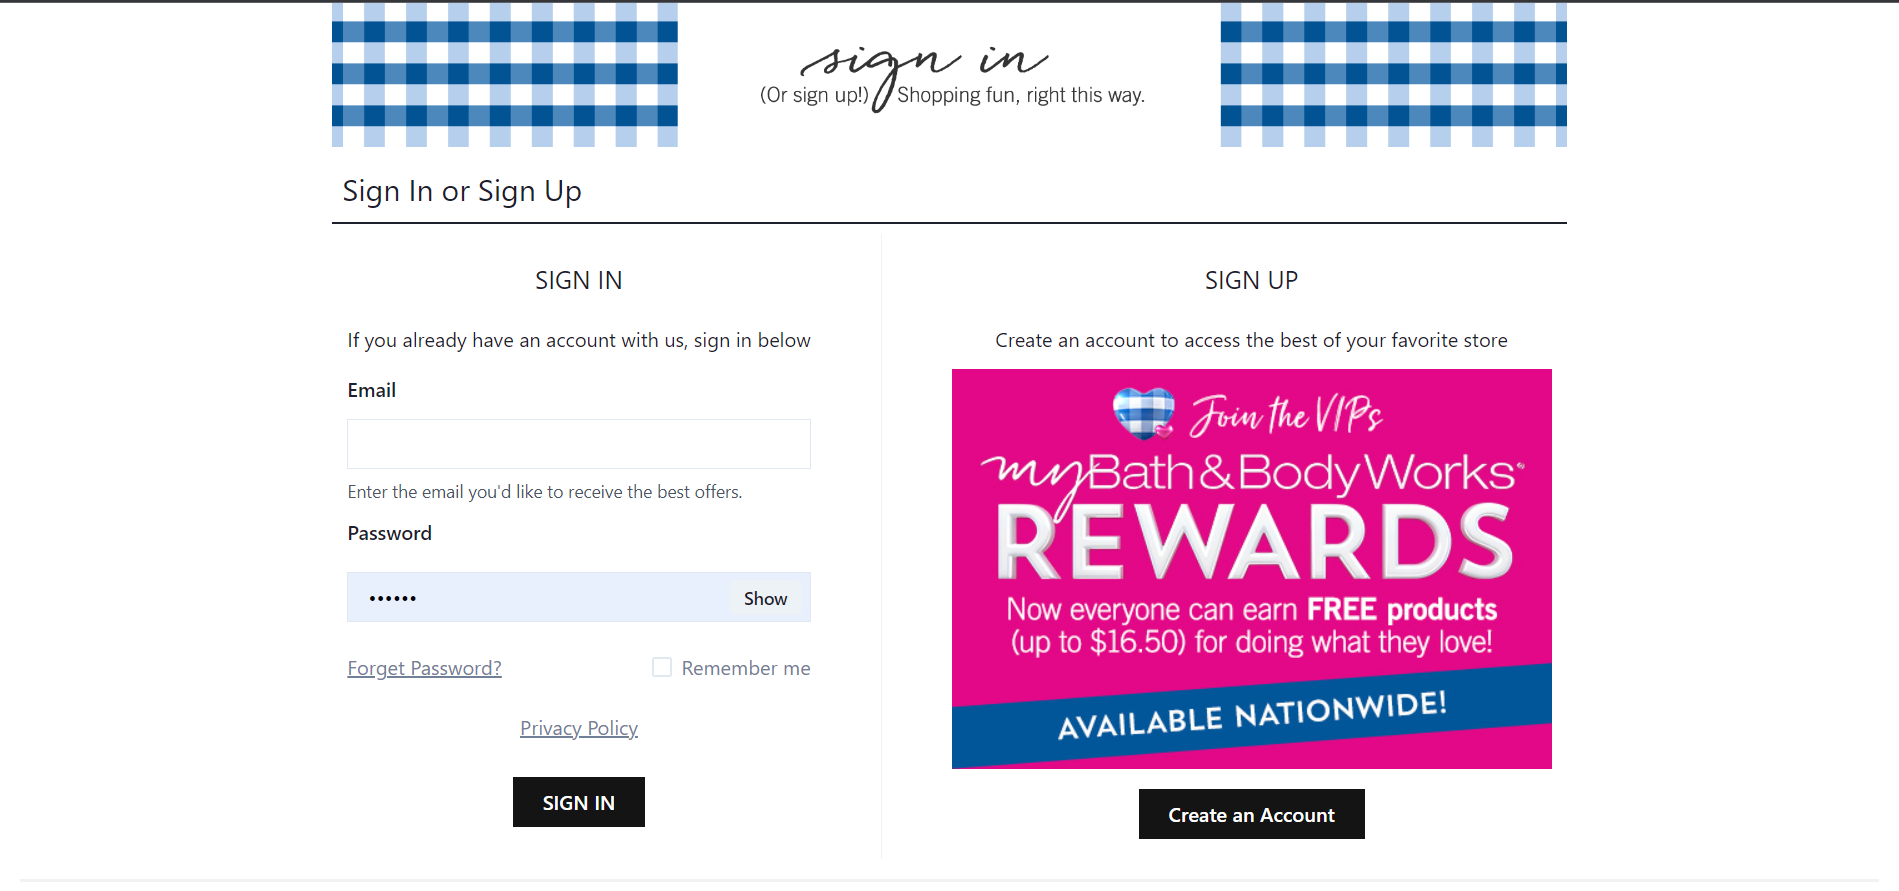 sign in
(Or sign up!) Shopping fun, right this way.
Sign In or Sign Up
SIGN IN
If you already have an account with us, sign in below
Email
Enter the email you'd like to receive the best offers.
Password
••••••
Show
Forget Password?
Remember me
Privacy Policy
SIGN IN
SIGN UP
Create an account to access the best of your favorite store
Join the VIPs
my Bath & Body Works®
REWARDS
Now everyone can earn FREE products
(up to $16.50) for doing what they love!
AVAILABLE NATIONWIDE!
Create an Account